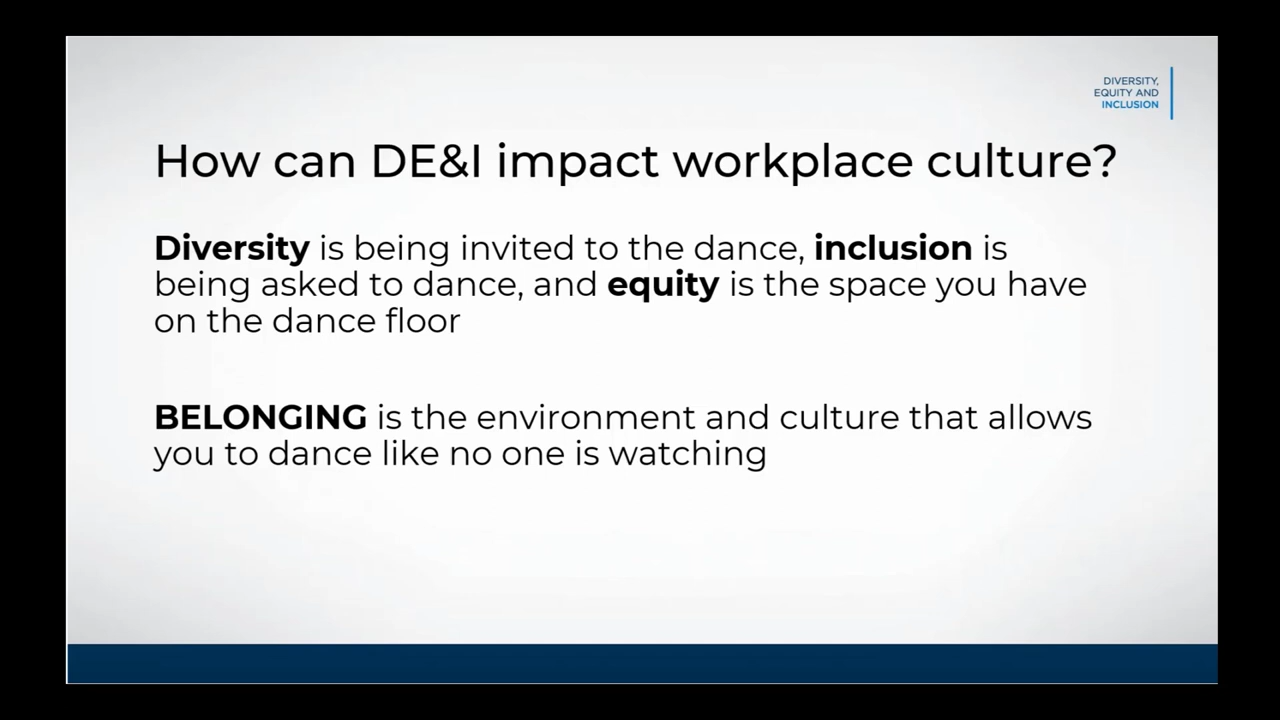 DIVERSITY,
EQUITY AND
INCLUSION
How can DE&I impact workplace culture?
Diversity is being invited to the dance, inclusion is
being asked to dance, and equity is the space you have
on the dance floor
BELONGING is the environment and culture that allows
you to dance like no one is watching